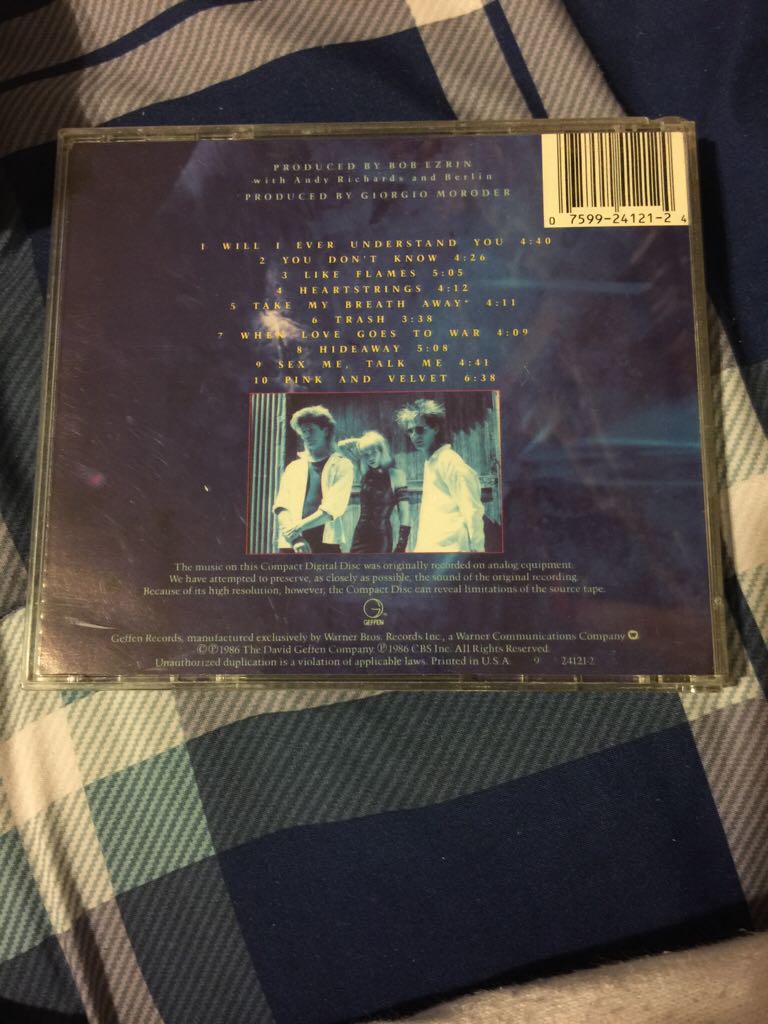 PRODUCED BY BOB EZRIN
with Andy Richards and Berlin
*PRODUCED BY GIORGIO MORODER
0 7599-24121-2 4
1 WILL I EVER UNDERSTAND YOU 4:40
2 YOU DON'T KNOW 4:26
3 LIKE FLAMES 5:05
4 HEARTSTRINGS 4:12
5 TAKE MY BREATH AWAY* 4:11
6 TRASH 3:38
7 WHEN LOVE GOES TO WAR 4:09
8 HIDEAWAY 5:08
9 SEX ME, TALK ME 4:41
10 PINK AND VELVET 6:38
The music on this Compact Digital Disc was originally recorded on analog equipment.
We have attempted to preserve, as closely as possible, the sound of the original recording.
Because of its high resolution, however, the Compact Disc can reveal limitations of the source tape.
GEFFEN
Geffen Records, manufactured exclusively by Warner Bros. Records Inc., a Warner Communications Company
©℗1986 The David Geffen Company ℗1986 CBS Inc. All Rights Reserved.
Unauthorized duplication is a violation of applicable laws. Printed in U.S.A. 9 24121-2